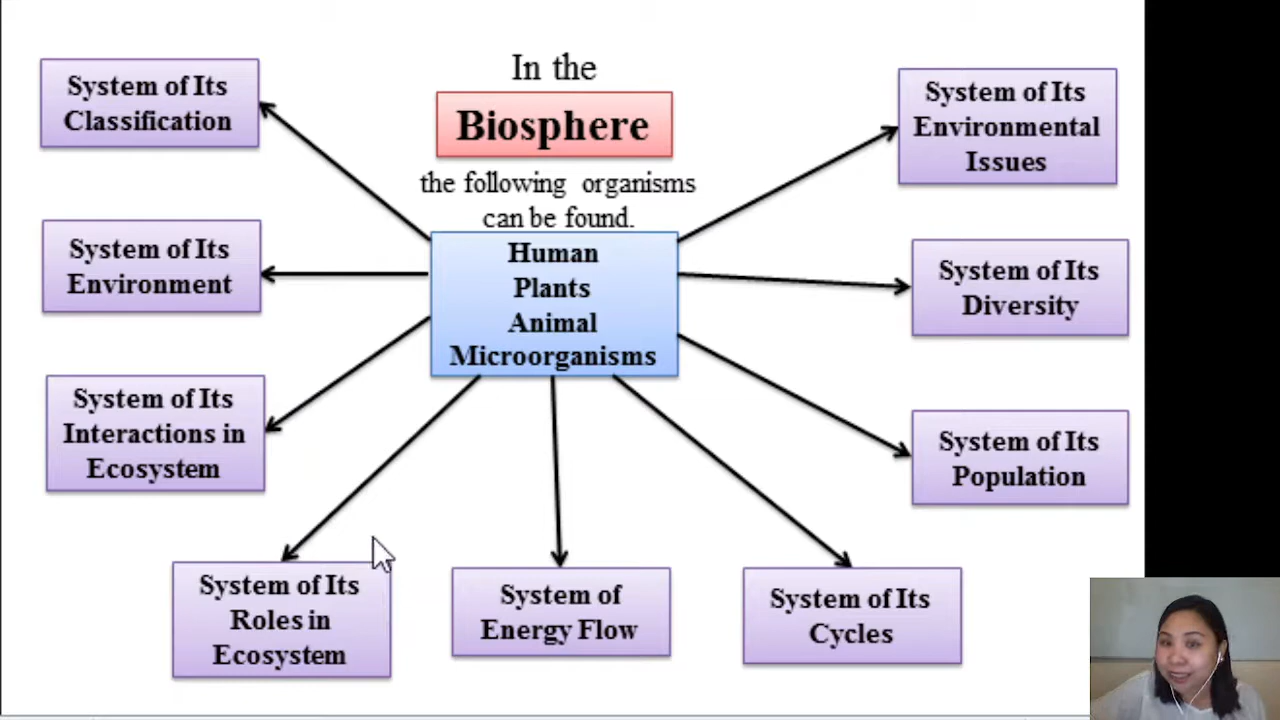 In the
Biosphere
the following organisms
can be found.
Human
Plants
Animal
Microorganisms
System of Its
Classification
System of Its
Environment
System of Its
Interactions in
Ecosystem
System of Its
Roles in
Ecosystem
System of
Energy Flow
System of Its
Cycles
System of Its
Population
System of Its
Diversity
System of Its
Environmental
Issues